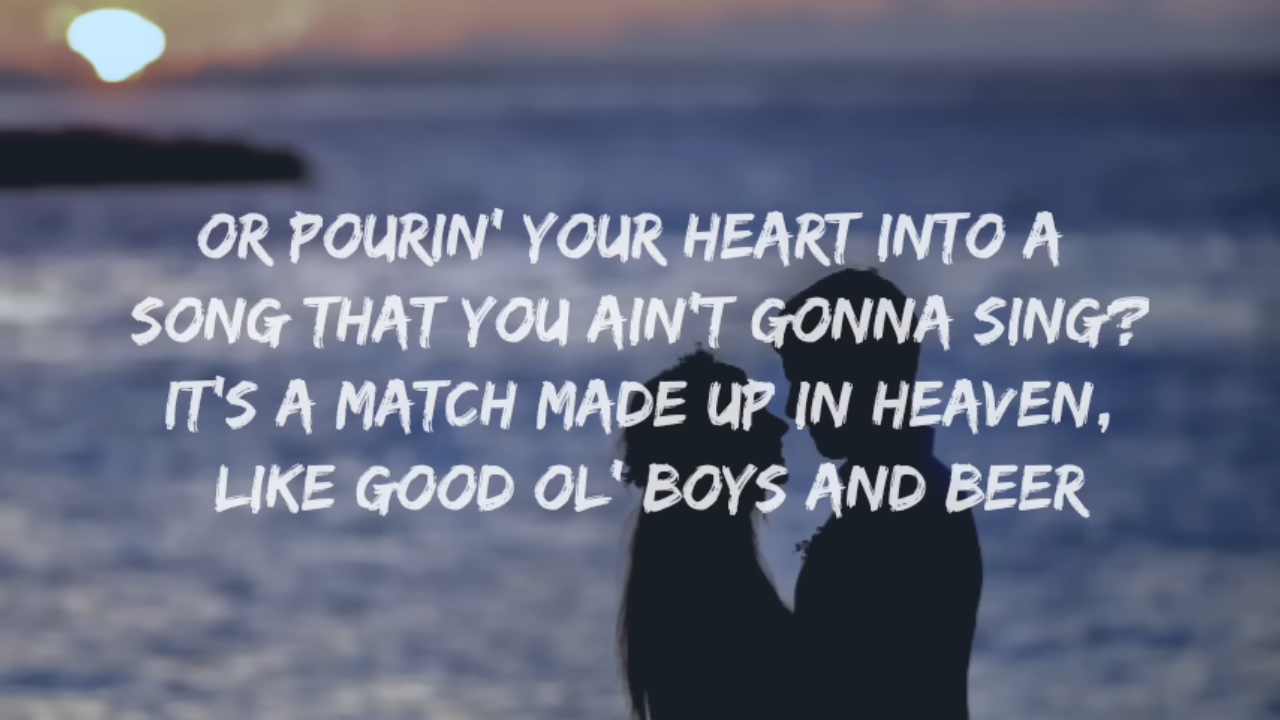 OR POURIN' YOUR HEART INTO A
SONG THAT YOU AIN'T GONNA SING?
IT'S A MATCH MADE UP IN HEAVEN,
LIKE GOOD OL' BOYS AND BEER